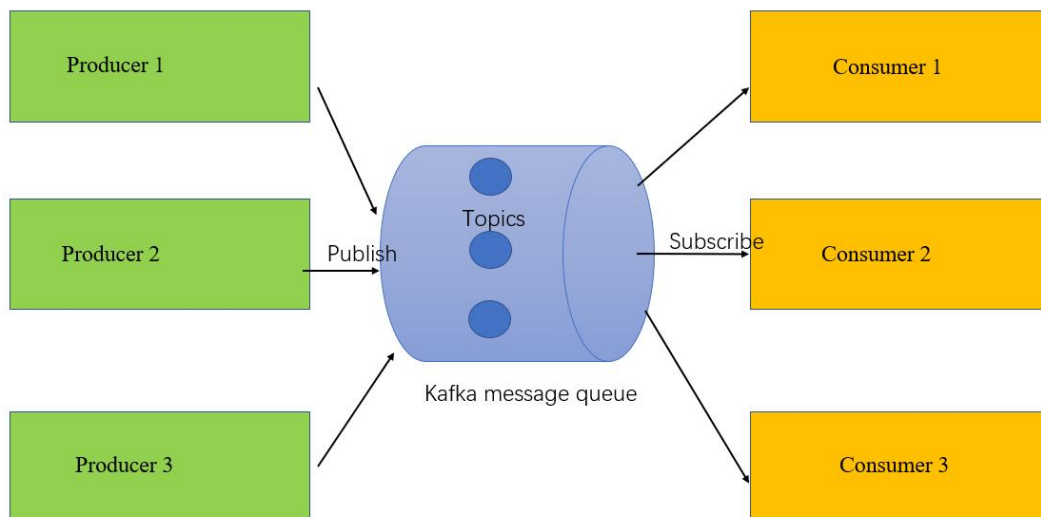 Producer 1
Consumer 1
Topics
Producer 2
Publish
Subscribe
Consumer 2
Kafka message queue
Producer 3
Consumer 3